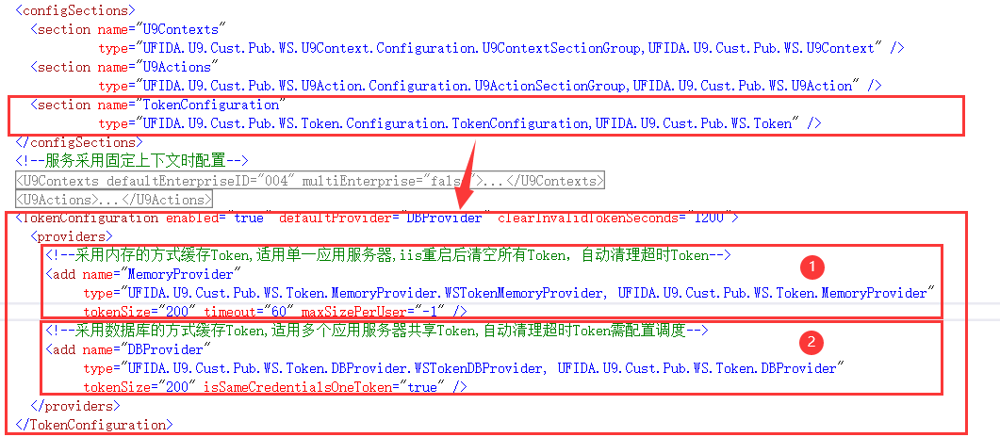 <configSections>
<section name="U9Contexts"
type="UFIDA.U9.Cust.Pub.WS.U9Context.Configuration.U9ContextSectionGroup,UFIDA.U9.Cust.Pub.WS.U9Context" />
<section name="U9Actions"
type="UFIDA.U9.Cust.Pub.WS.U9Action.Configuration.U9ActionSectionGroup,UFIDA.U9.Cust.Pub.WS.U9Action" />
<section name="TokenConfiguration"
type="UFIDA.U9.Cust.Pub.WS.Token.Configuration.TokenConfiguration,UFIDA.U9.Cust.Pub.WS.Token" />
</configSections>
<!--服务采用固定上下文时配置-->
<U9Contexts defaultEnterpriseID="004" multiEnterprise="false">...</U9Contexts>
<U9Actions>...</U9Actions>
<TokenConfiguration enabled="true" defaultProvider="DBProvider" clearInvalidTokenSeconds="1200">
<providers>
<!--采用内存的方式缓存Token,适用单一应用服务器,iis重启后清空所有Token, 自动清理超时Token-->
1
<add name="MemoryProvider"
type="UFIDA.U9.Cust.Pub.WS.Token.MemoryProvider.WSTokenMemoryProvider, UFIDA.U9.Cust.Pub.WS.Token.MemoryProvider"
tokenSize="200" timeout="60" maxSizePerUser="-1" />
<!--采用数据库的方式缓存Token,适用多个应用服务器共享Token,自动清理超时Token需配置调度-->
2
<add name="DBProvider"
type="UFIDA.U9.Cust.Pub.WS.Token.DBProvider.WSTokenDBProvider, UFIDA.U9.Cust.Pub.WS.Token.DBProvider"
tokenSize="200" isSameCredentialsOneToken="true" />
</providers>
</TokenConfiguration>